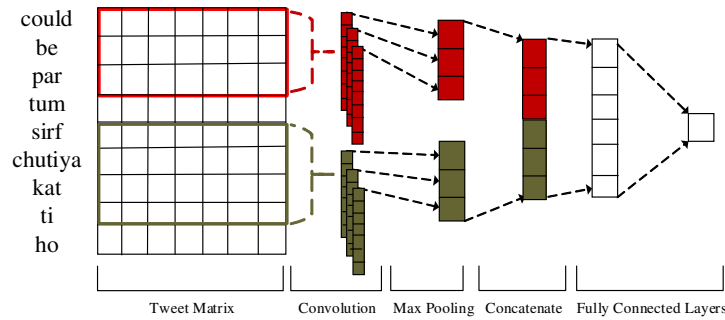 could
be
par
tum
sirf
chutiya
kat
ti
ho
Tweet Matrix
Convolution
Max Pooling
Concatenate
Fully Connected Layers